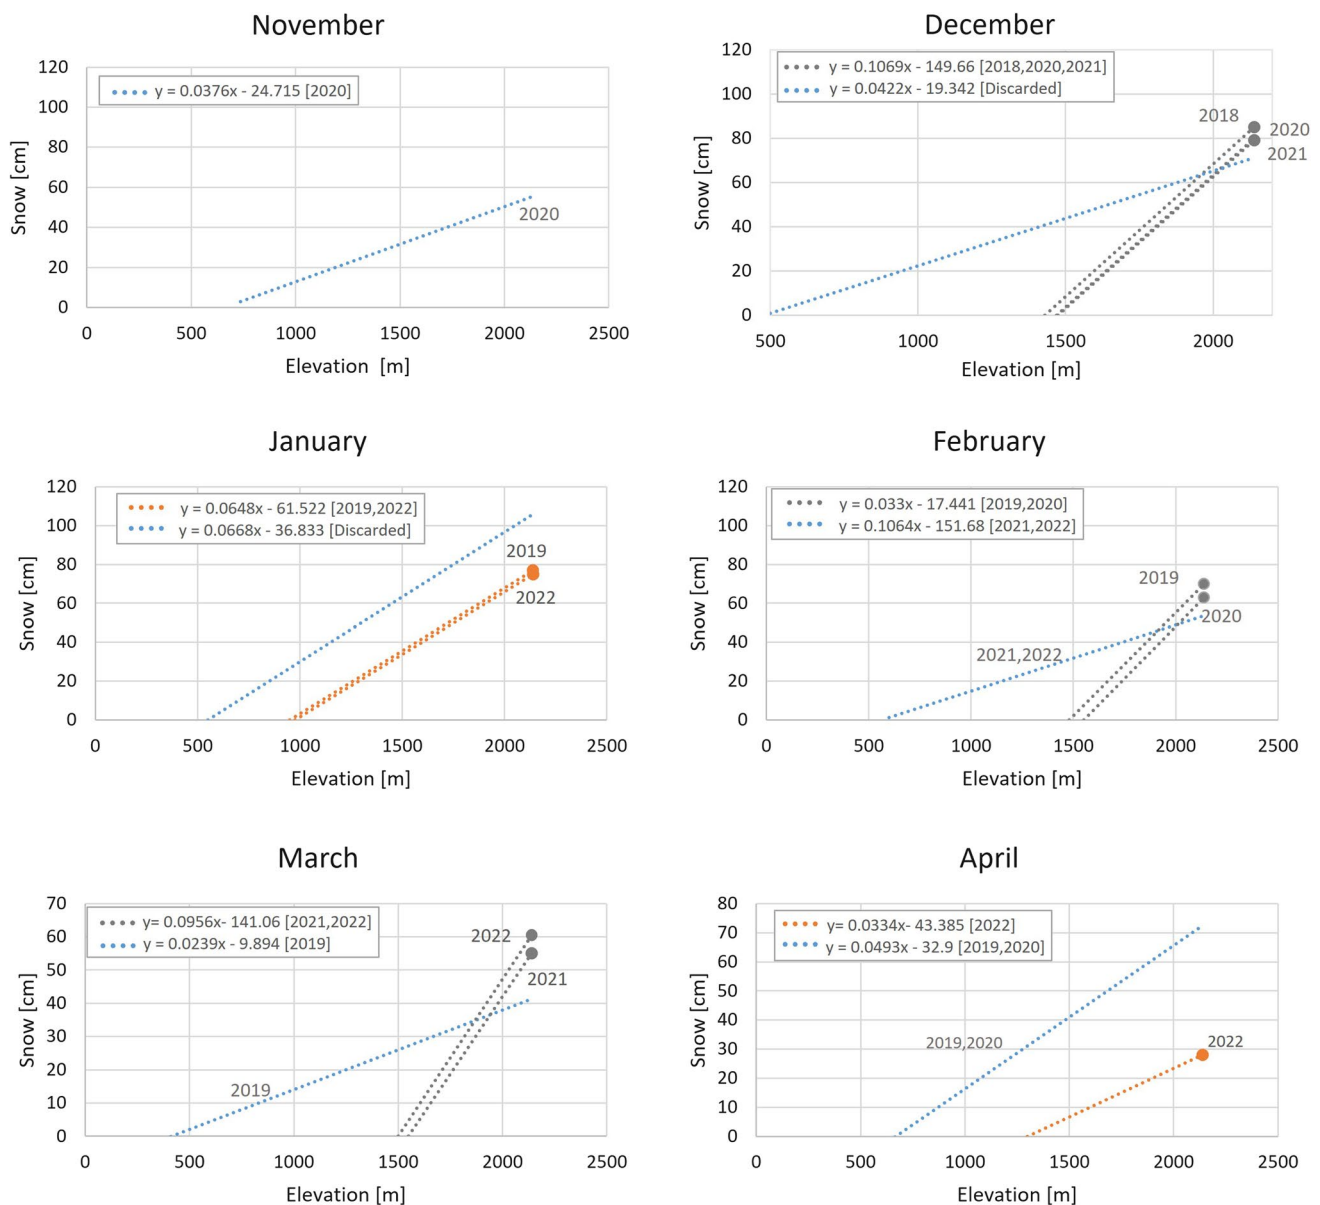 November
120
100
80
60
40
20
0
Snow [cm]
y = 0.0376x - 24.715 [2020]
2020
0 500 1000 1500 2000 2500
Elevation [m]
December
120
100
80
60
40
20
0
Snow [cm]
y = 0.1069x - 149.66 [2018,2020,2021]
y = 0.0422x - 19.342 [Discarded]
2018
2020
2021
500 1000 1500 2000
Elevation [m]
January
120
100
80
60
40
20
0
Snow [cm]
y = 0.0648x - 61.522 [2019,2022]
y = 0.0668x - 36.833 [Discarded]
2019
2022
0 500 1000 1500 2000 2500
Elevation [m]
February
120
100
80
60
40
20
0
Snow [cm]
y = 0.033x - 17.441 [2019,2020]
y = 0.1064x - 151.68 [2021,2022]
2019
2020
2021,2022
0 500 1000 1500 2000 2500
Elevation [m]
March
70
60
50
40
30
20
10
0
Snow [cm]
y= 0.0956x- 141.06 [2021,2022]
y = 0.0239x - 9.894 [2019]
2022
2021
2019
0 500 1000 1500 2000 2500
Elevation [m]
April
80
70
60
50
40
30
20
10
0
Snow [cm]
y= 0.0334x- 43.385 [2022]
y = 0.0493x - 32.9 [2019,2020]
2019,2020
2022
0 500 1000 1500 2000 2500
Elevation [m]